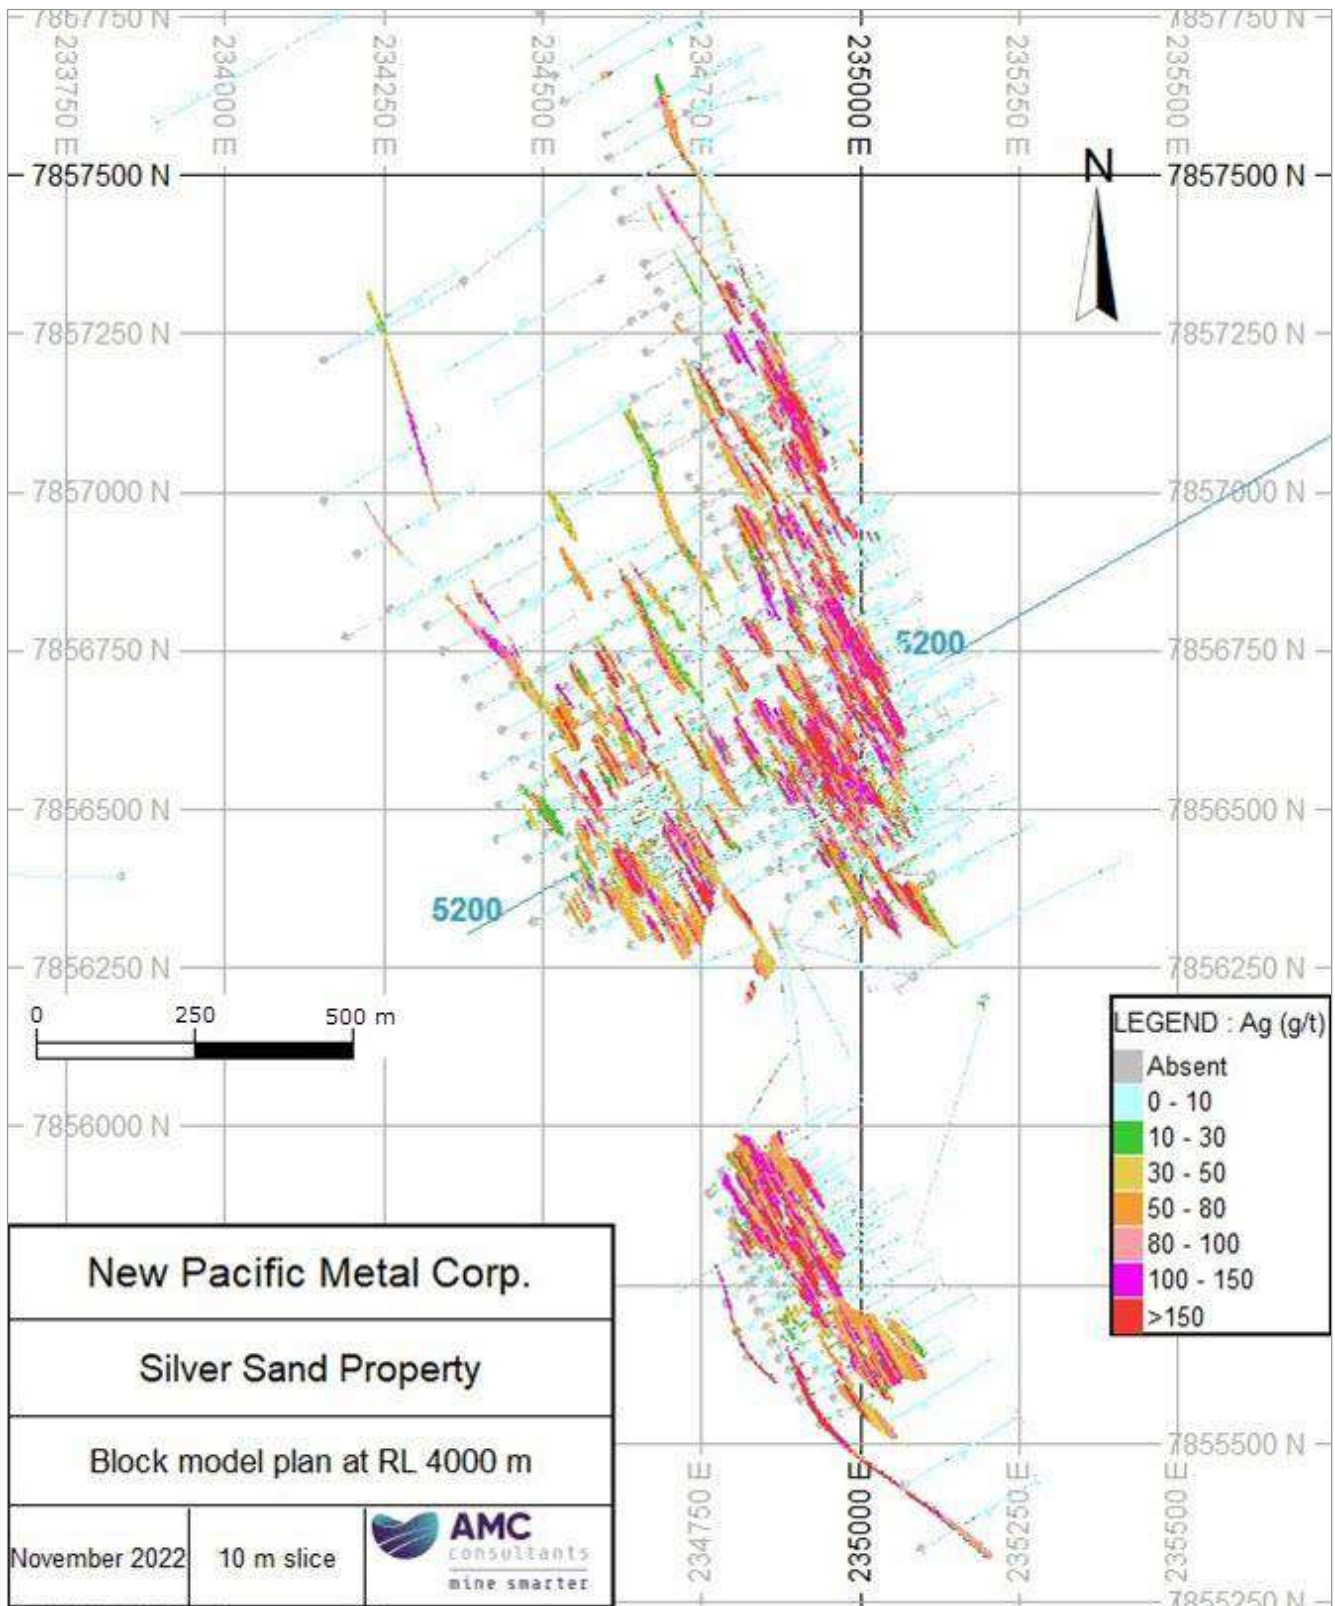 7857750 N
7857750 N
233750 E
234000 E
234250 E
234500 E
234750 E
235000 E
235250 E
235500 E
7857500 N
N
7857500 N
7857250 N
7857250 N
7857000 N
7857000 N
5200
7856750 N
7856750 N
7856500 N
7856500 N
5200
7856250 N
7856250 N
0 250 500 m
LEGEND : Ag (g/t)
Absent
0 - 10
10 - 30
30 - 50
50 - 80
80 - 100
100 - 150
>150
7856000 N
New Pacific Metal Corp.
Silver Sand Property
Block model plan at RL 4000 m
November 2022
10 m slice
AMC
consultants
mine smarter
7855500 N
234750 E
235000 E
235250 E
235500 E
7855250 N